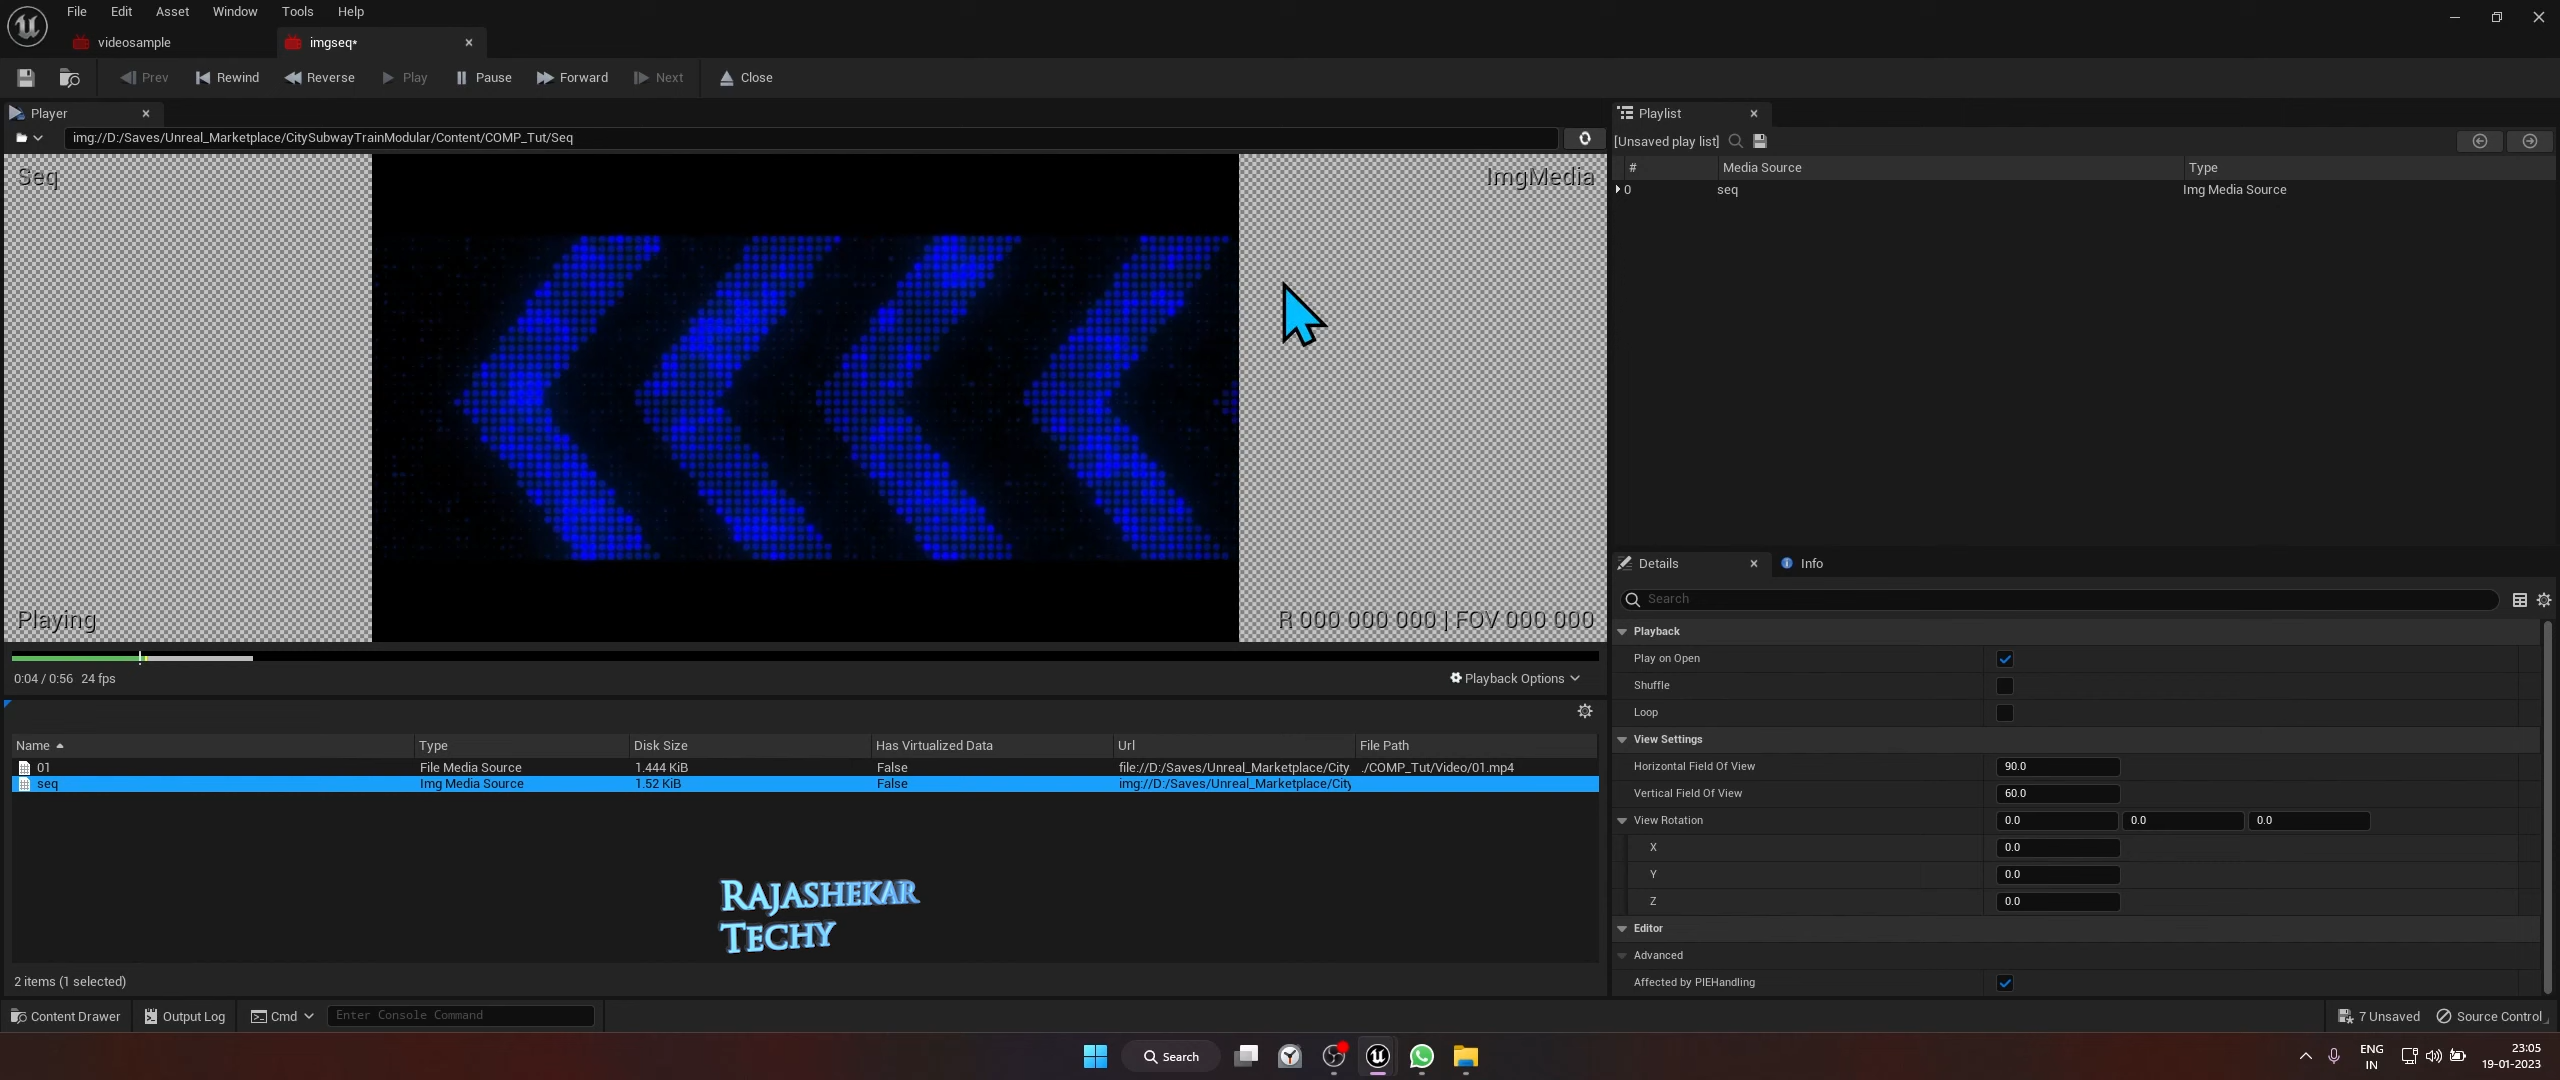 File Edit Asset Window Tools Help
videosample imgseq*
Prev Rewind Reverse Play Pause Forward Next Close
Player
img://D:/Saves/Unreal_Marketplace/CitySubwayTrainModular/Content/COMP_Tut/Seq
Seq ImgMedia
Playing R 000 000 000 | FOV 000 000
0:04 / 0:56 24 fps Playback Options
Name Type Disk Size Has Virtualized Data Url File Path
01 File Media Source 1.444 KiB False file://D:/Saves/Unreal_Marketplace/City ./COMP_Tut/Video/01.mp4
seq Img Media Source 1.52 KiB False img://D:/Saves/Unreal_Marketplace/City
RAJASHEKAR
TECHY
2 items (1 selected)
Playlist
[Unsaved play list]
# Media Source Type
0 seq Img Media Source
Details Info
Search
Playback
Play on Open
Shuffle
Loop
View Settings
Horizontal Field Of View 90.0
Vertical Field Of View 60.0
View Rotation 0.0 0.0 0.0
X 0.0
Y 0.0
Z 0.0
Editor
Advanced
Affected by PIEHandling
Content Drawer Output Log Cmd Enter Console Command 7 Unsaved Source Control
Search
ENG
IN
23:05
19-01-2023